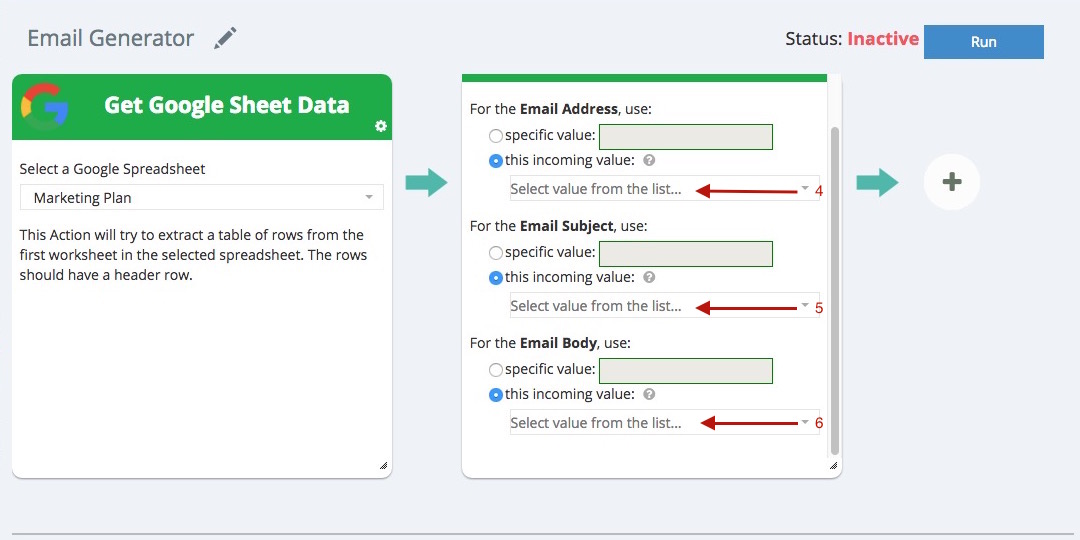 Email Generator
Status: Inactive
Run
Get Google Sheet Data
Select a Google Spreadsheet
Marketing Plan
This Action will try to extract a table of rows from the
first worksheet in the selected spreadsheet. The rows
should have a header row.
For the Email Address, use:
specific value:
this incoming value: ?
Select value from the list...
4
For the Email Subject, use:
specific value:
this incoming value: ?
Select value from the list...
5
For the Email Body, use:
specific value:
this incoming value: ?
Select value from the list...
6